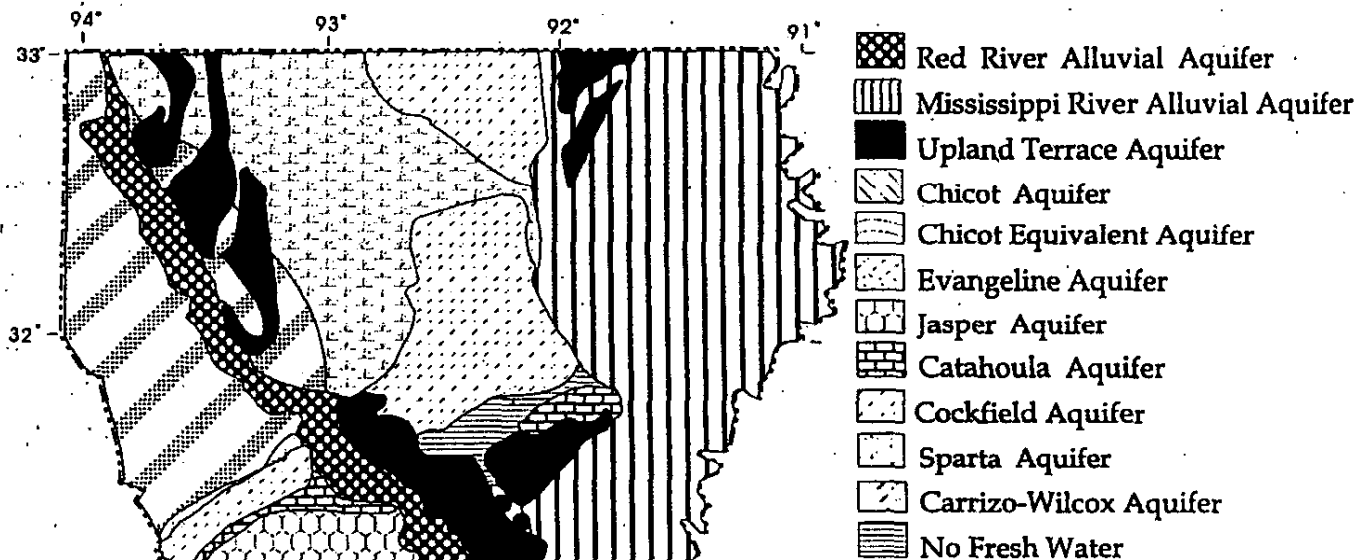 94° 93° 92° 91°
33°
32°
Red River Alluvial Aquifer
Mississippi River Alluvial Aquifer
Upland Terrace Aquifer
Chicot Aquifer
Chicot Equivalent Aquifer
Evangeline Aquifer
Jasper Aquifer
Catahoula Aquifer
Cockfield Aquifer
Sparta Aquifer
Carrizo-Wilcox Aquifer
No Fresh Water